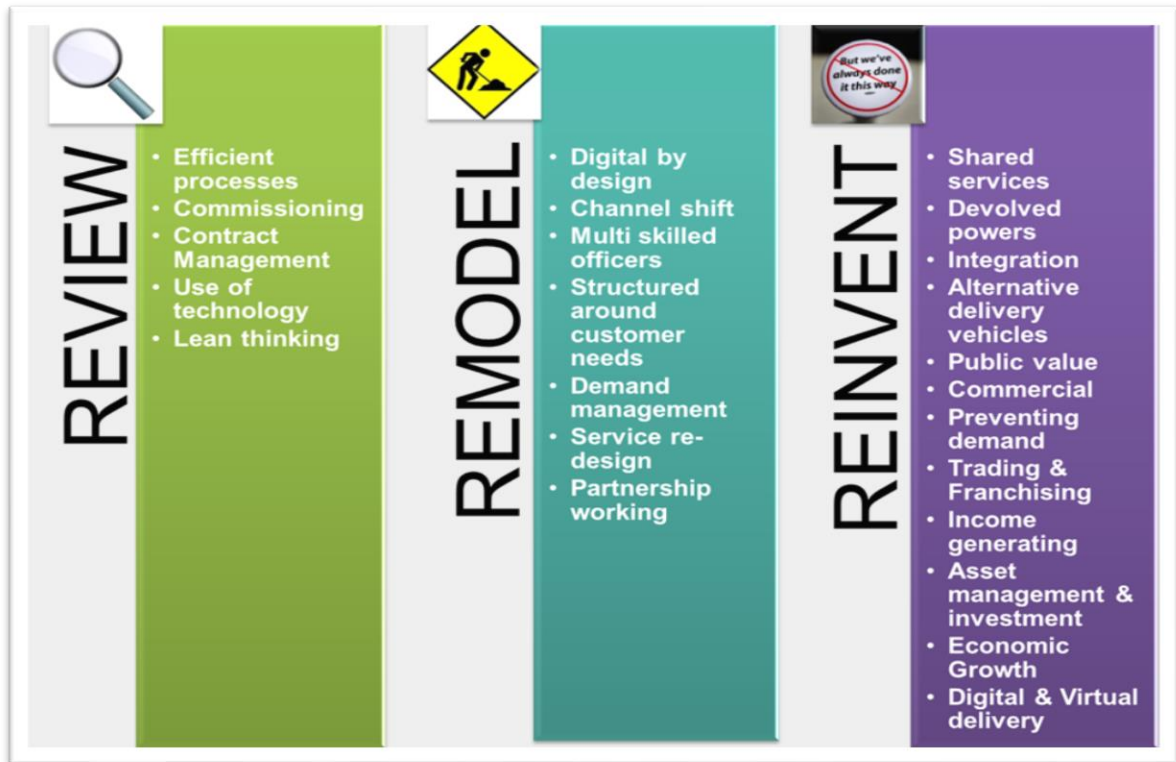 REVIEW
• Efficient
processes
• Commissioning
• Contract
Management
• Use of
technology
• Lean thinking
REMODEL
• Digital by
design
• Channel shift
• Multi skilled
officers
• Structured
around
customer
needs
• Demand
management
• Service re-
design
• Partnership
working
But we've
always done
it this way
REINVENT
• Shared
services
• Devolved
powers
• Integration
• Alternative
delivery
vehicles
• Public value
• Commercial
• Preventing
demand
• Trading &
Franchising
• Income
generating
• Asset
management &
investment
• Economic
Growth
• Digital & Virtual
delivery